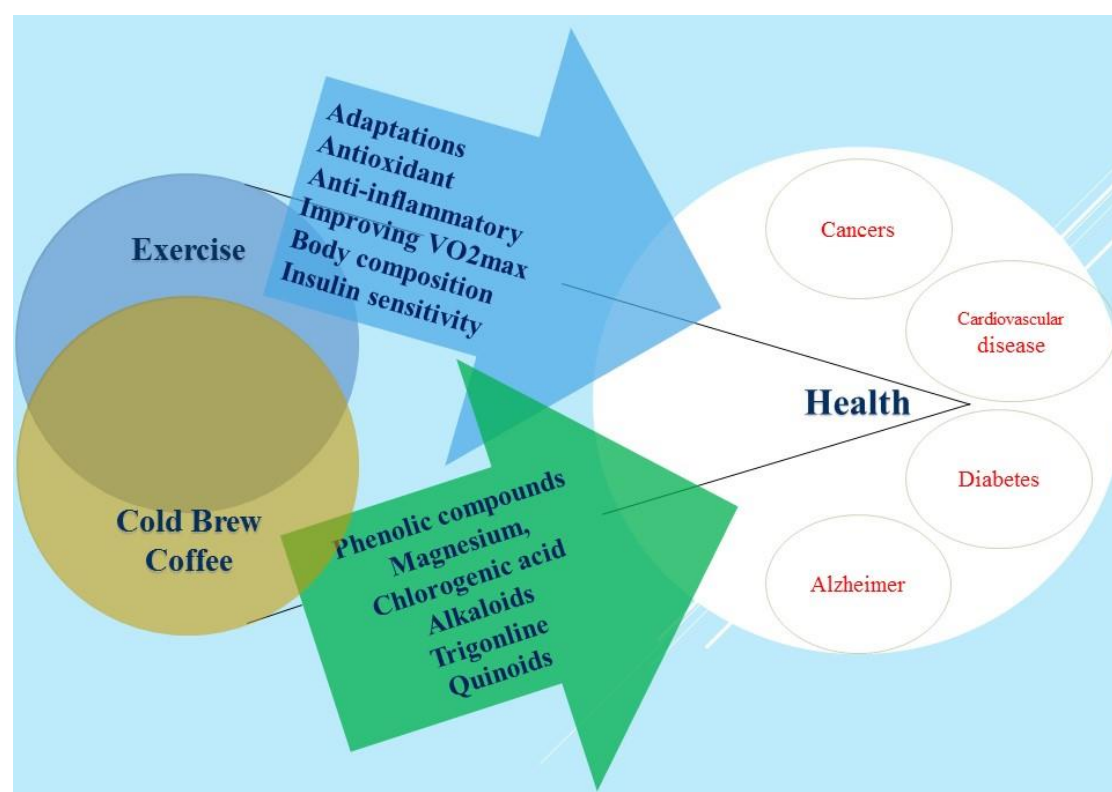 Exercise
Cold Brew
Coffee
Adaptations
Antioxidant
Anti-inflammatory
Improving VO2max
Body composition
Insulin sensitivity
Phenolic compounds
Magnesium,
Chlorogenic acid
Alkaloids
Trigonline
Quinoids
Health
Cancers
Cardiovascular
disease
Diabetes
Alzheimer